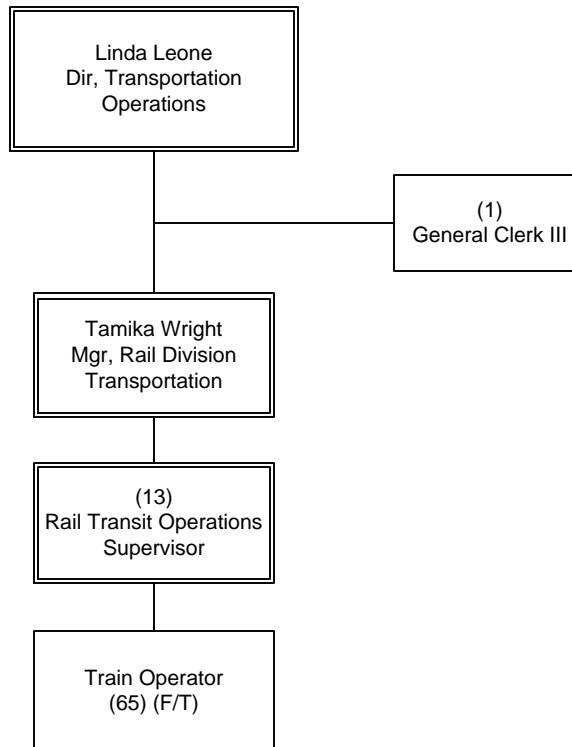 Linda Leone
Dir, Transportation
Operations
(1)
General Clerk III
Tamika Wright
Mgr, Rail Division
Transportation
(13)
Rail Transit Operations
Supervisor
Train Operator
(65) (F/T)